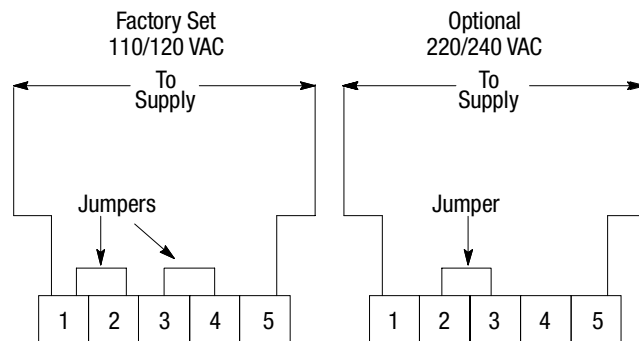 Factory Set
110/120 VAC
To
Supply
Jumpers
1 2 3 4 5
Optional
220/240 VAC
To
Supply
Jumper
1 2 3 4 5